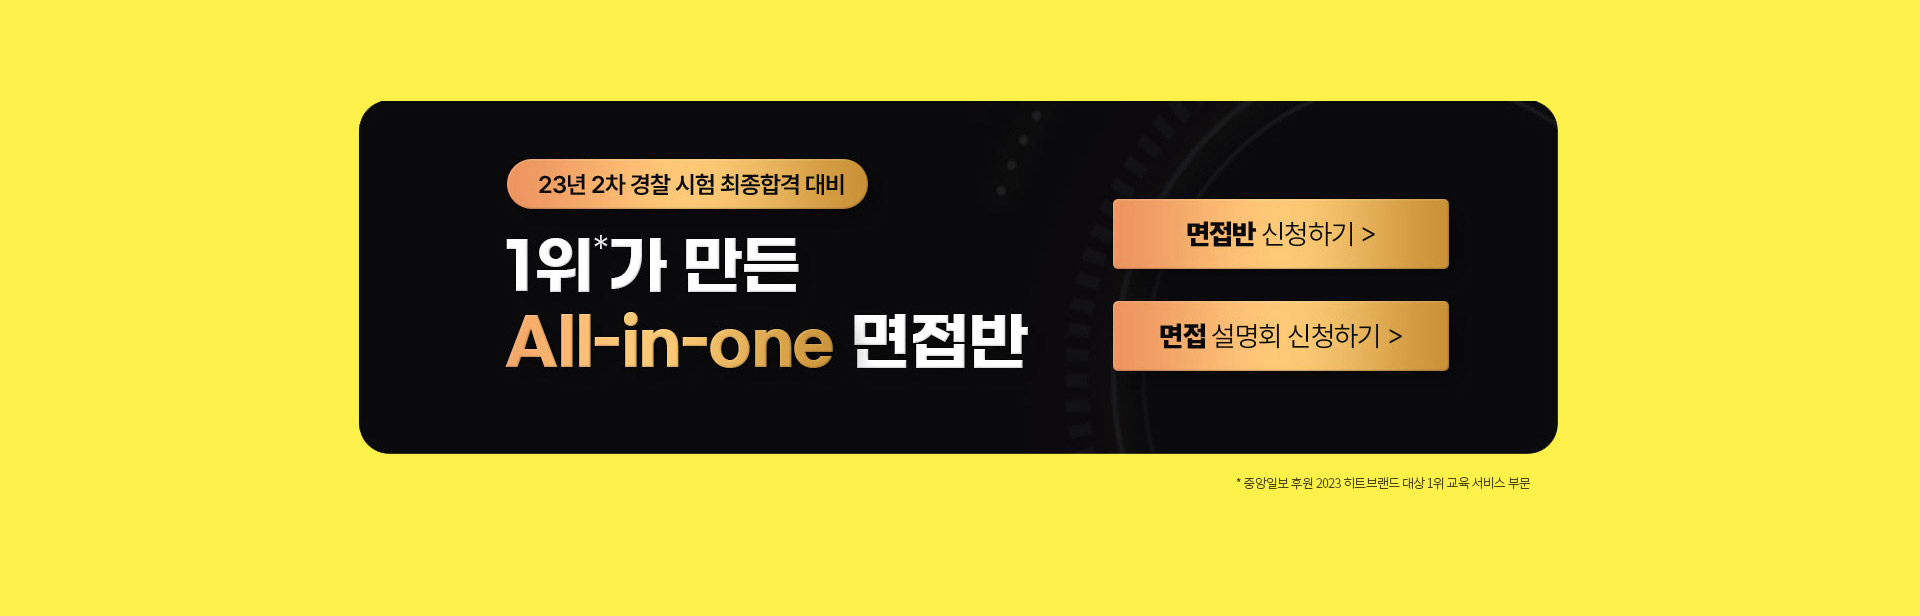 23년 2차 경찰 시험 최종합격 대비
1위*가 만든
All-in-one 면접반
면접반 신청하기 >
면접 설명회 신청하기 >
* 중앙일보 후원 2023 히트브랜드 대상 1위 교육 서비스 부문